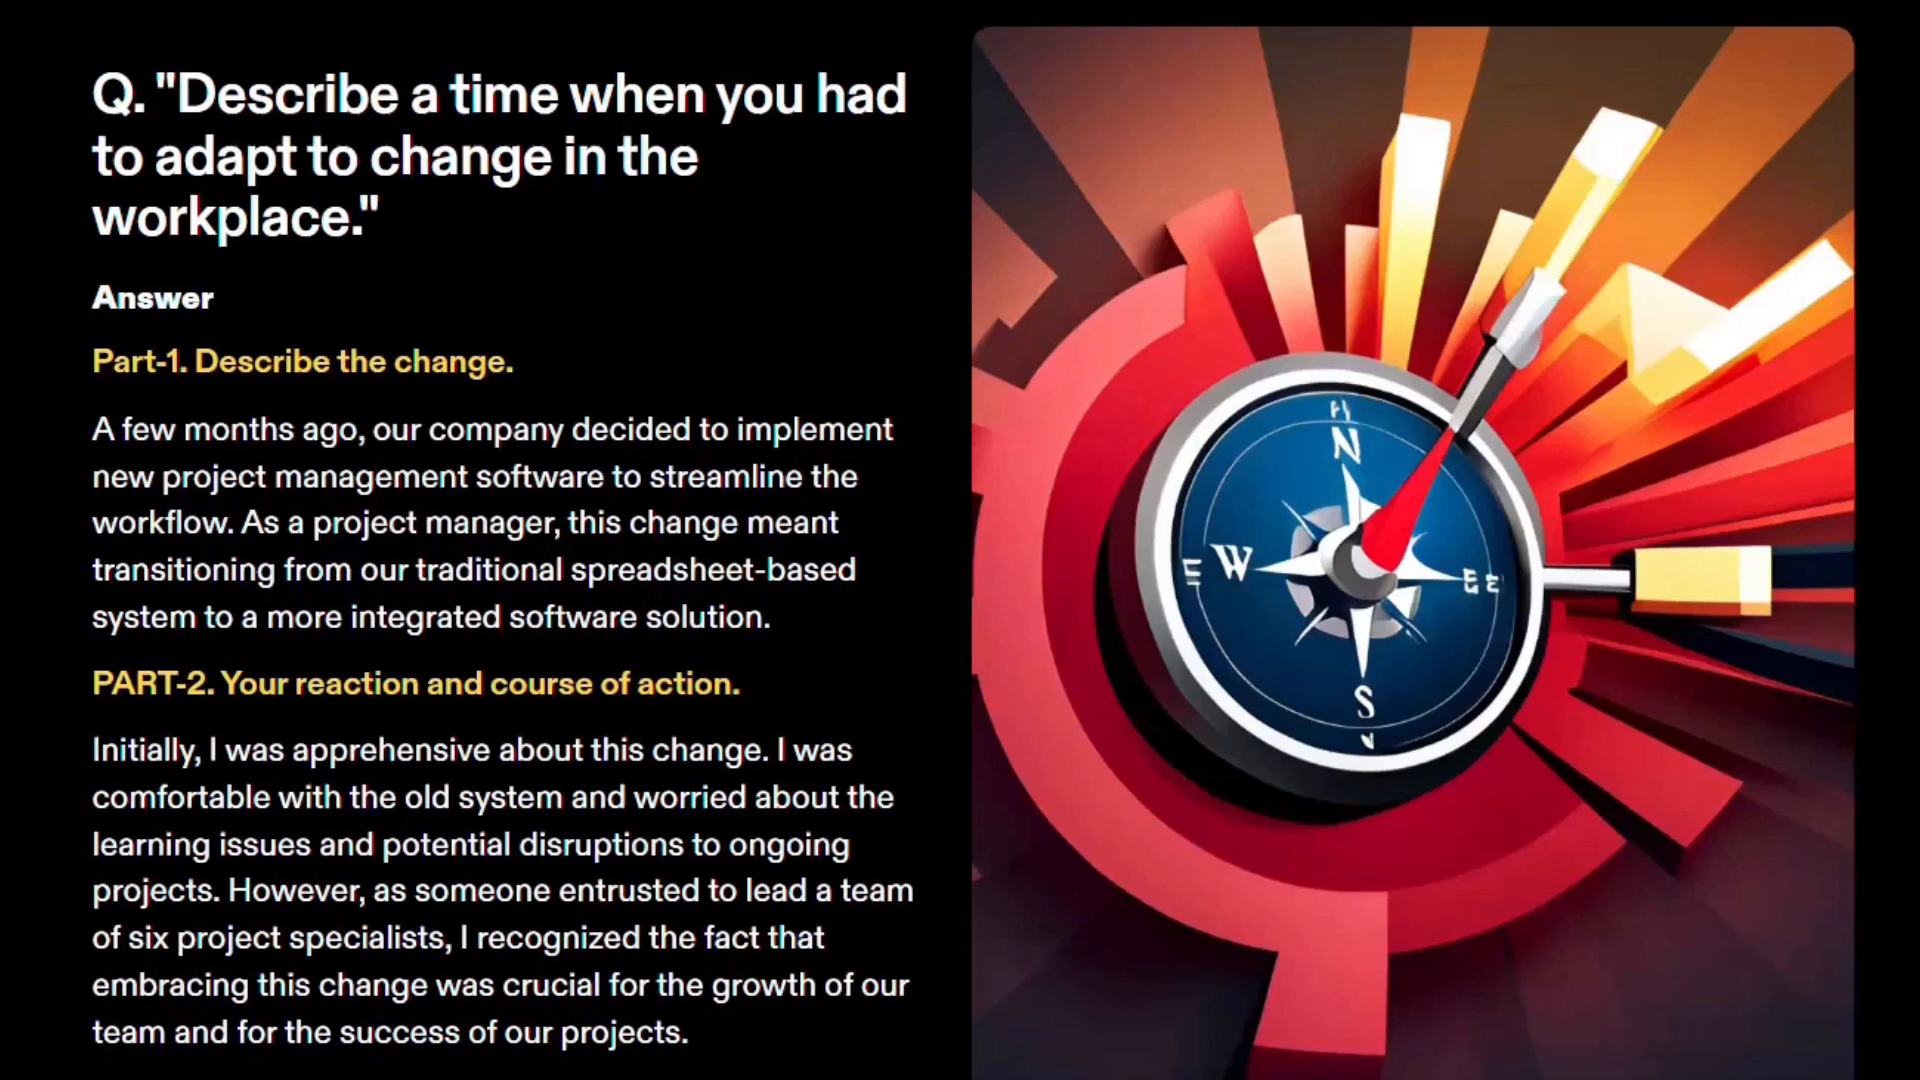 Q. "Describe a time when you had
to adapt to change in the
workplace."
Answer
Part-1. Describe the change.
A few months ago, our company decided to implement
new project management software to streamline the
workflow. As a project manager, this change meant
transitioning from our traditional spreadsheet-based
system to a more integrated software solution.
PART-2. Your reaction and course of action.
Initially, I was apprehensive about this change. I was
comfortable with the old system and worried about the
learning issues and potential disruptions to ongoing
projects. However, as someone entrusted to lead a team
of six project specialists, I recognized the fact that
embracing this change was crucial for the growth of our
team and for the success of our projects.
N
W
S